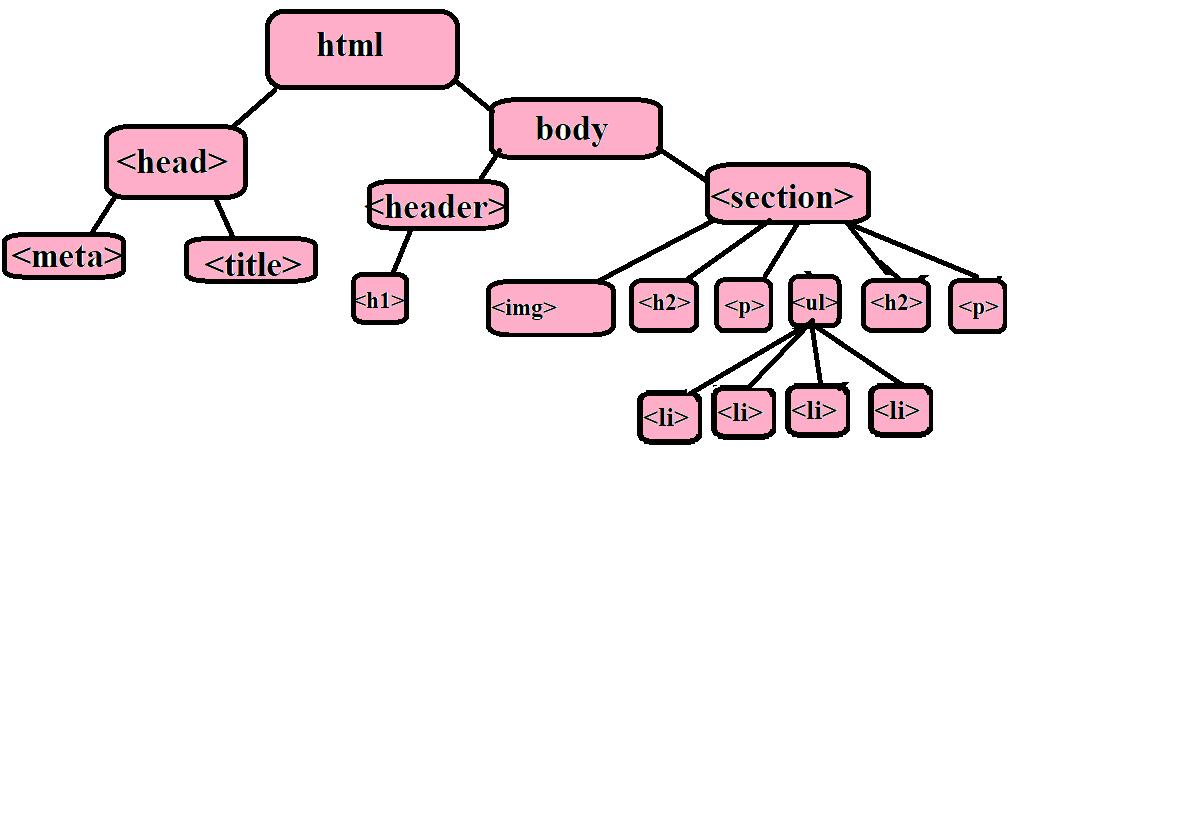 html
body
<head>
<section>
<header>
<meta>
<title>
<h1>
<img>
<h2>
<p>
<ul>
<h2>
<p>
<li>
<li>
<li>
<li>